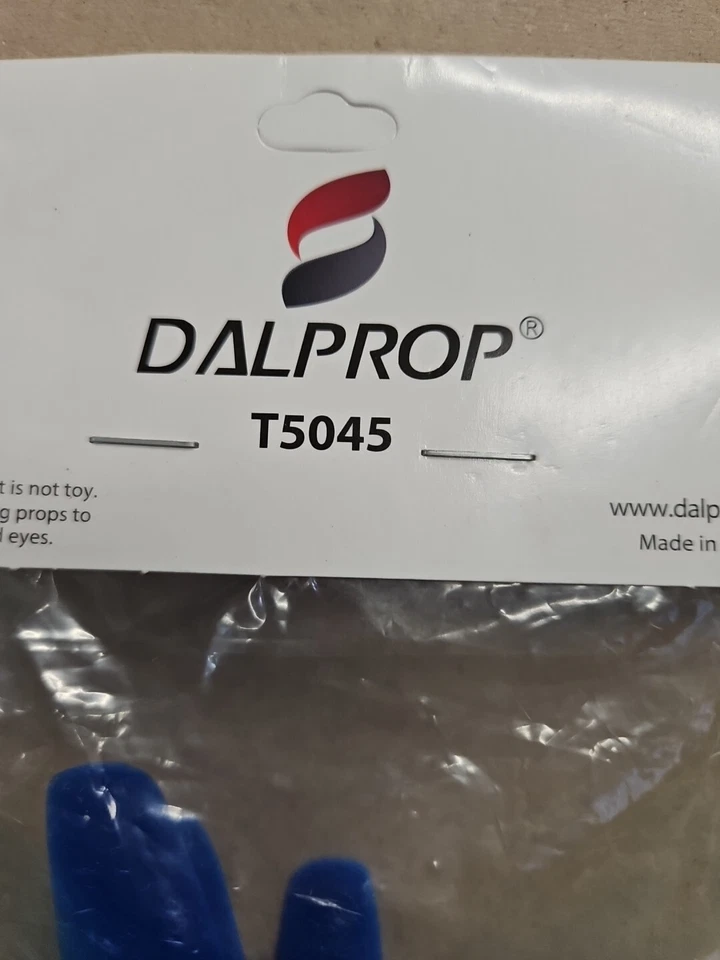 DALPROP®
T5045
t is not toy.
g props to
eyes.
www.dalp
Made in